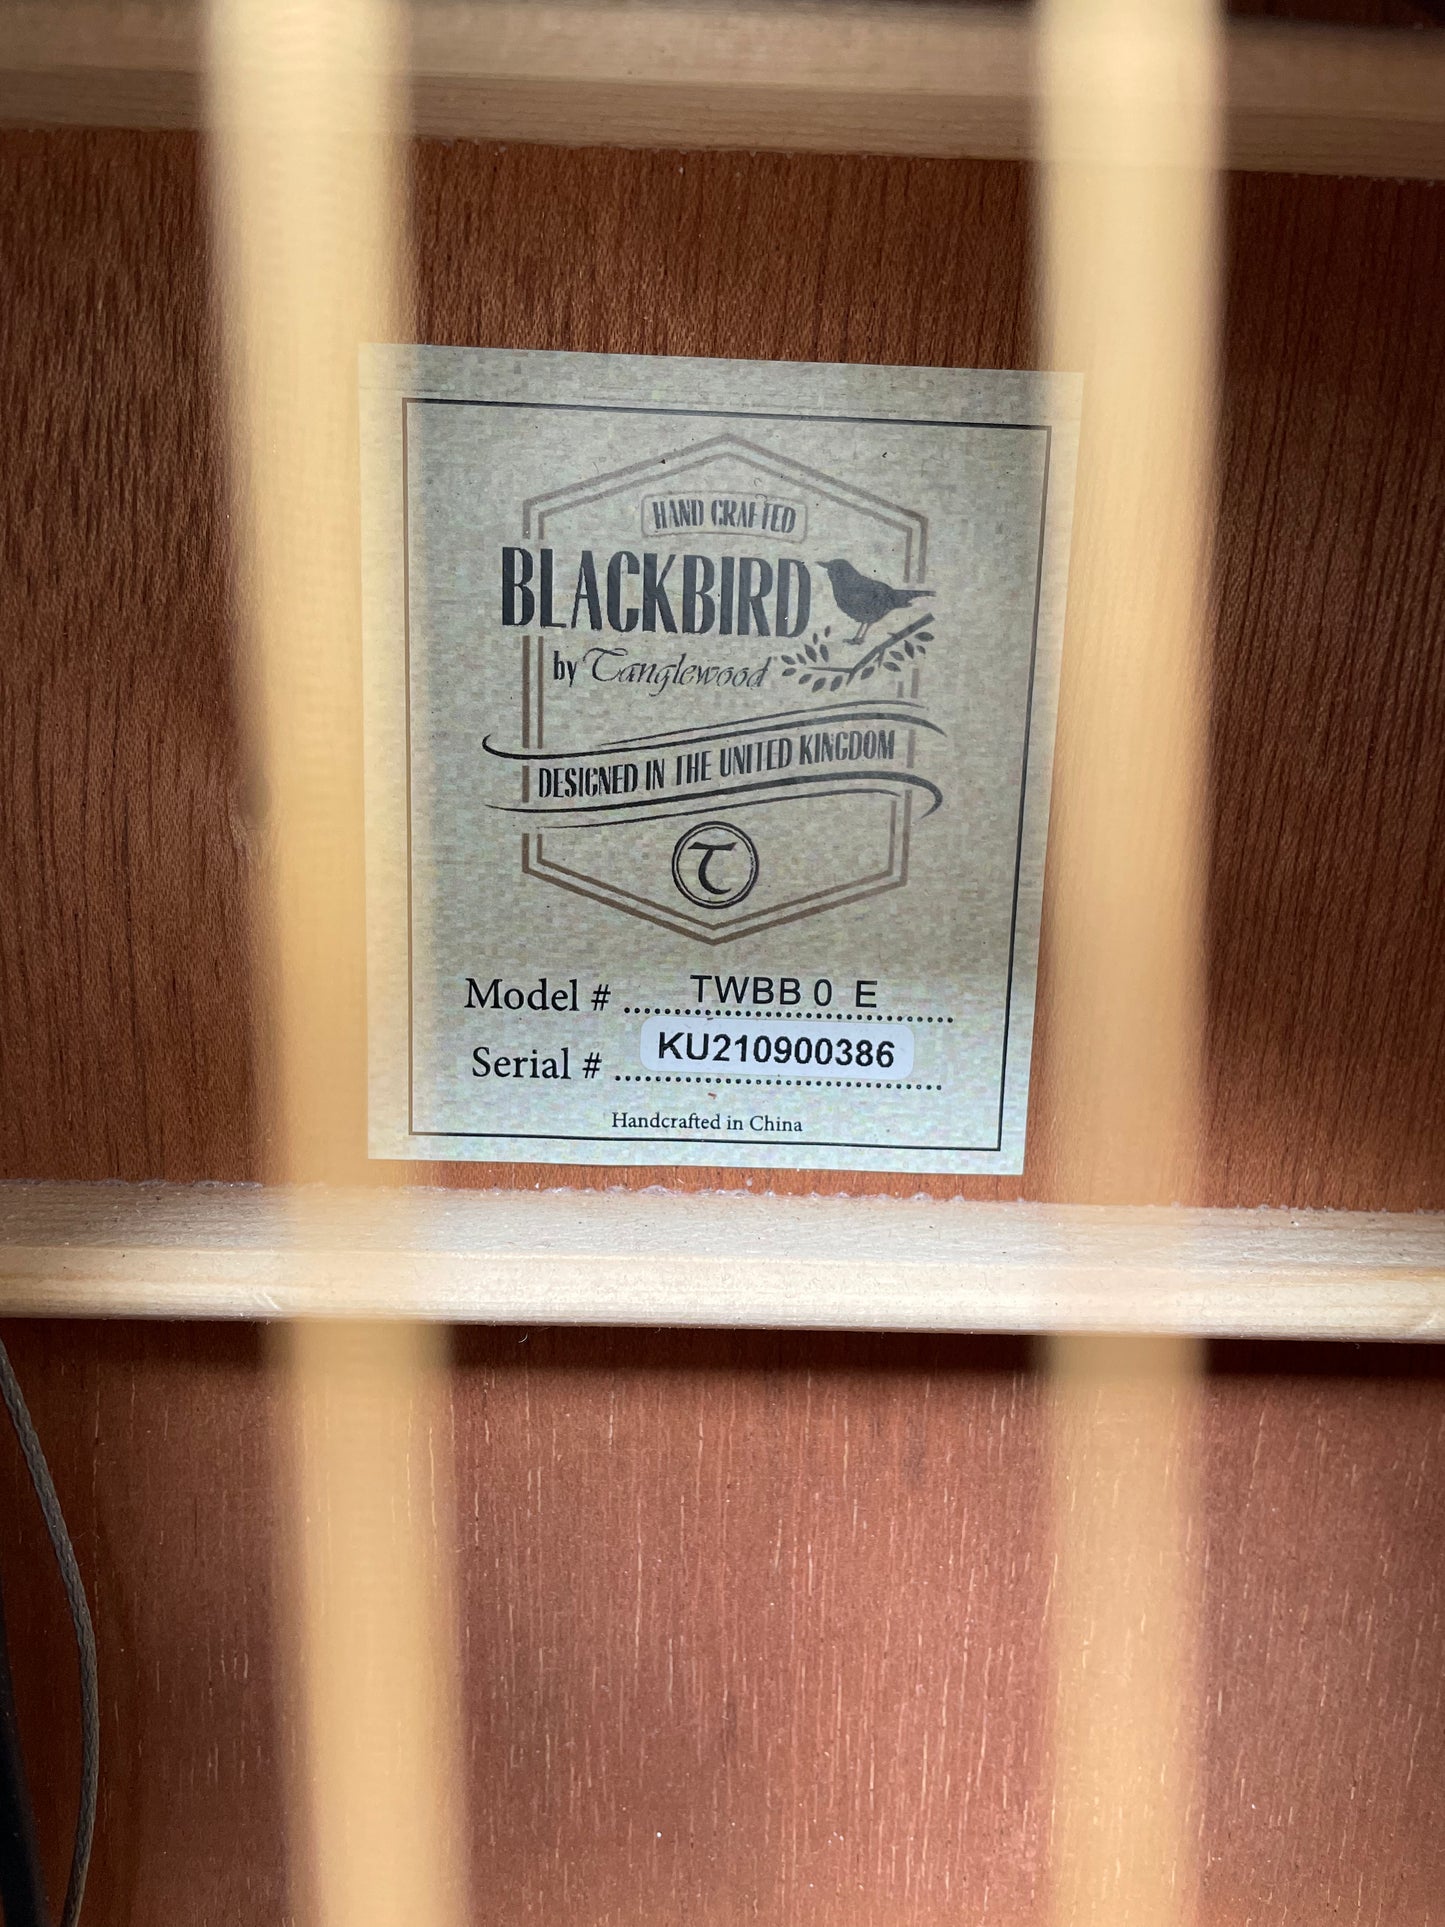 HAND CRAFTED
BLACKBIRD
by Tanglewood
DESIGNED IN THE UNITED KINGDOM
T
Model # TWBB 0 E
Serial # KU210900386
Handcrafted in China